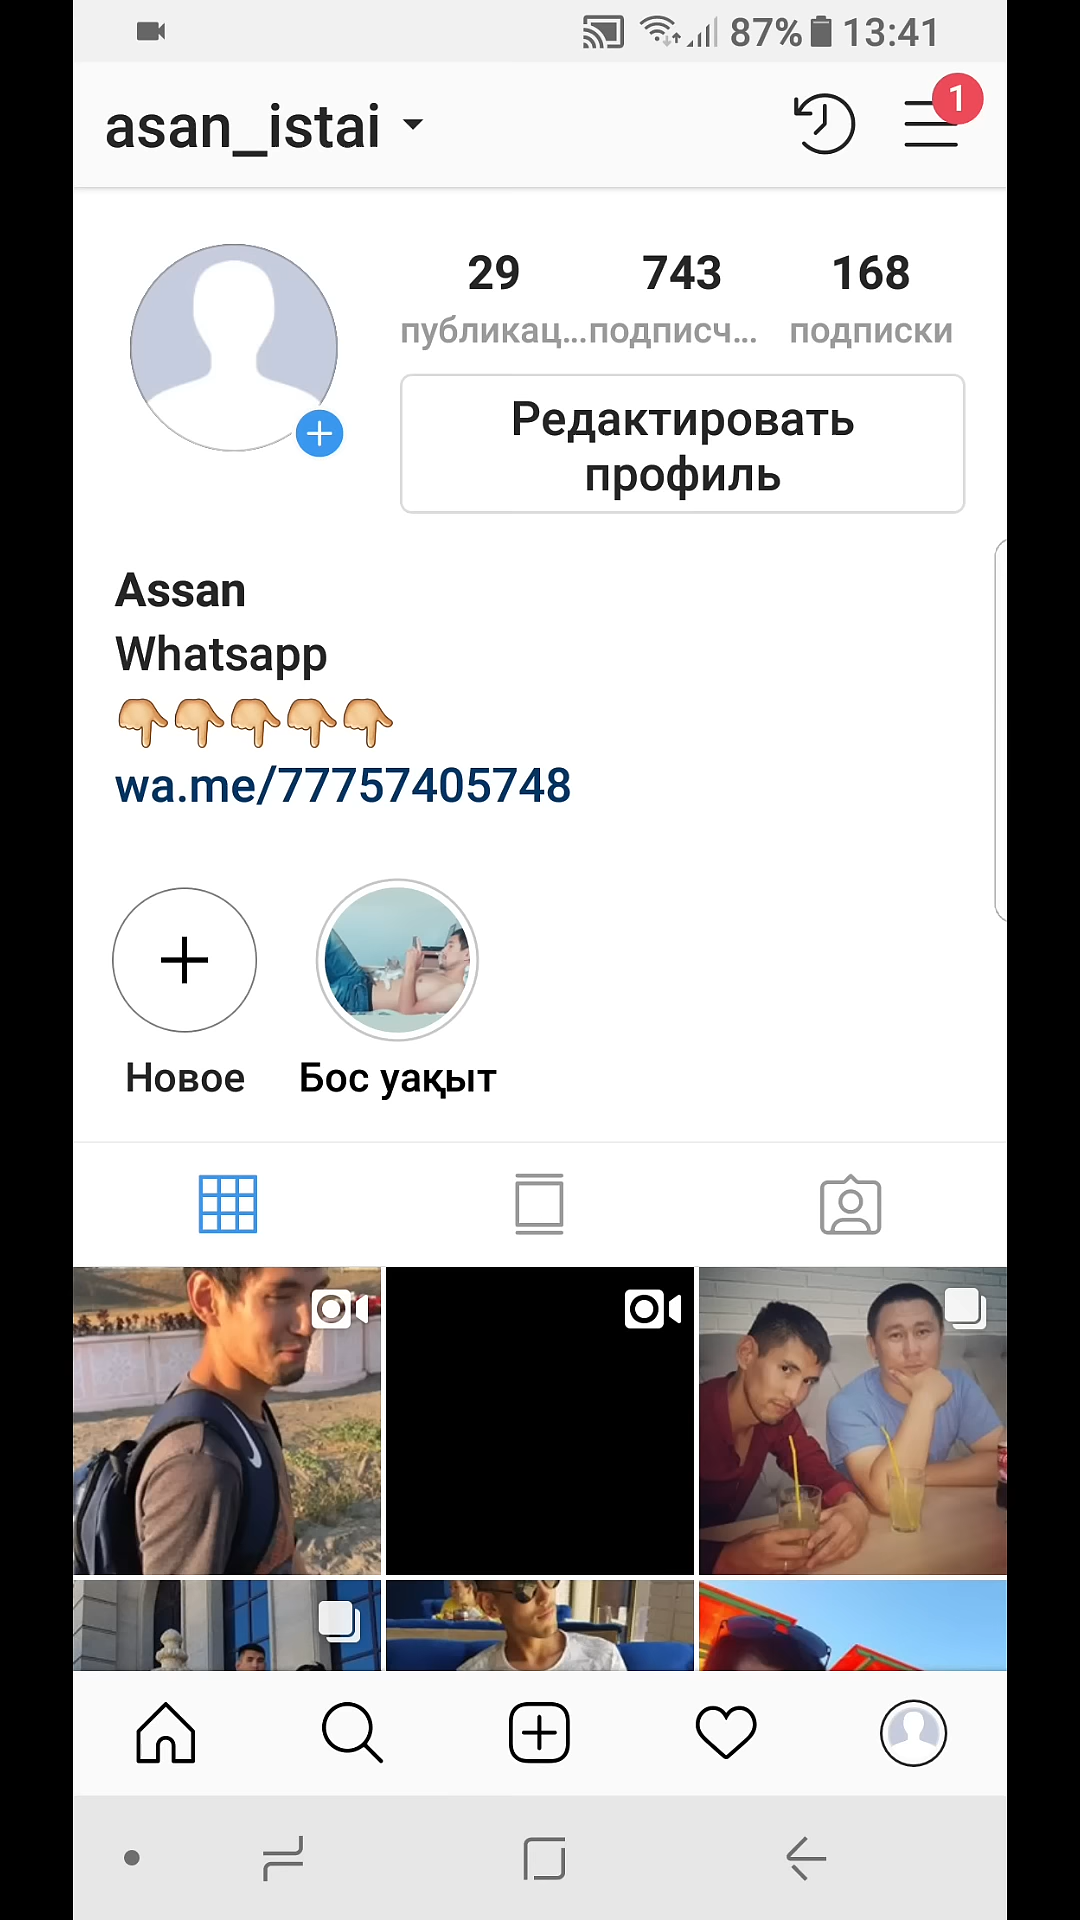 87% 13:41
asan_istai
1
29 743 168
публикац... подписч... подписки
Редактировать
профиль
Assan
Whatsapp
👇👇👇👇👇
wa.me/77757405748
Новое Бос уақыт